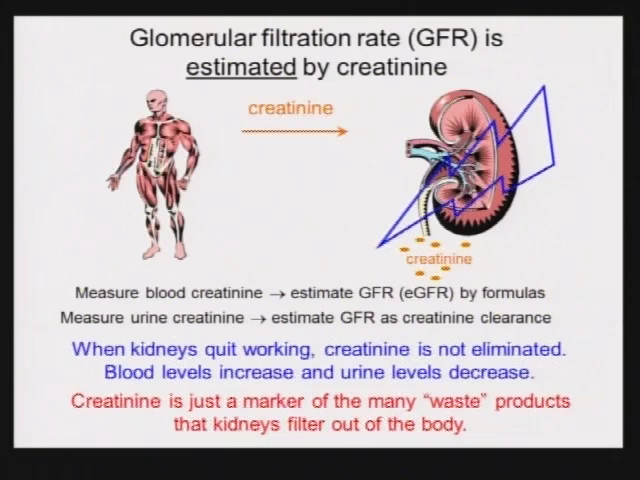 Glomerular filtration rate (GFR) is
estimated by creatinine
creatinine
creatinine
Measure blood creatinine → estimate GFR (eGFR) by formulas
Measure urine creatinine → estimate GFR as creatinine clearance
When kidneys quit working, creatinine is not eliminated.
Blood levels increase and urine levels decrease.
Creatinine is just a marker of the many “waste” products
that kidneys filter out of the body.